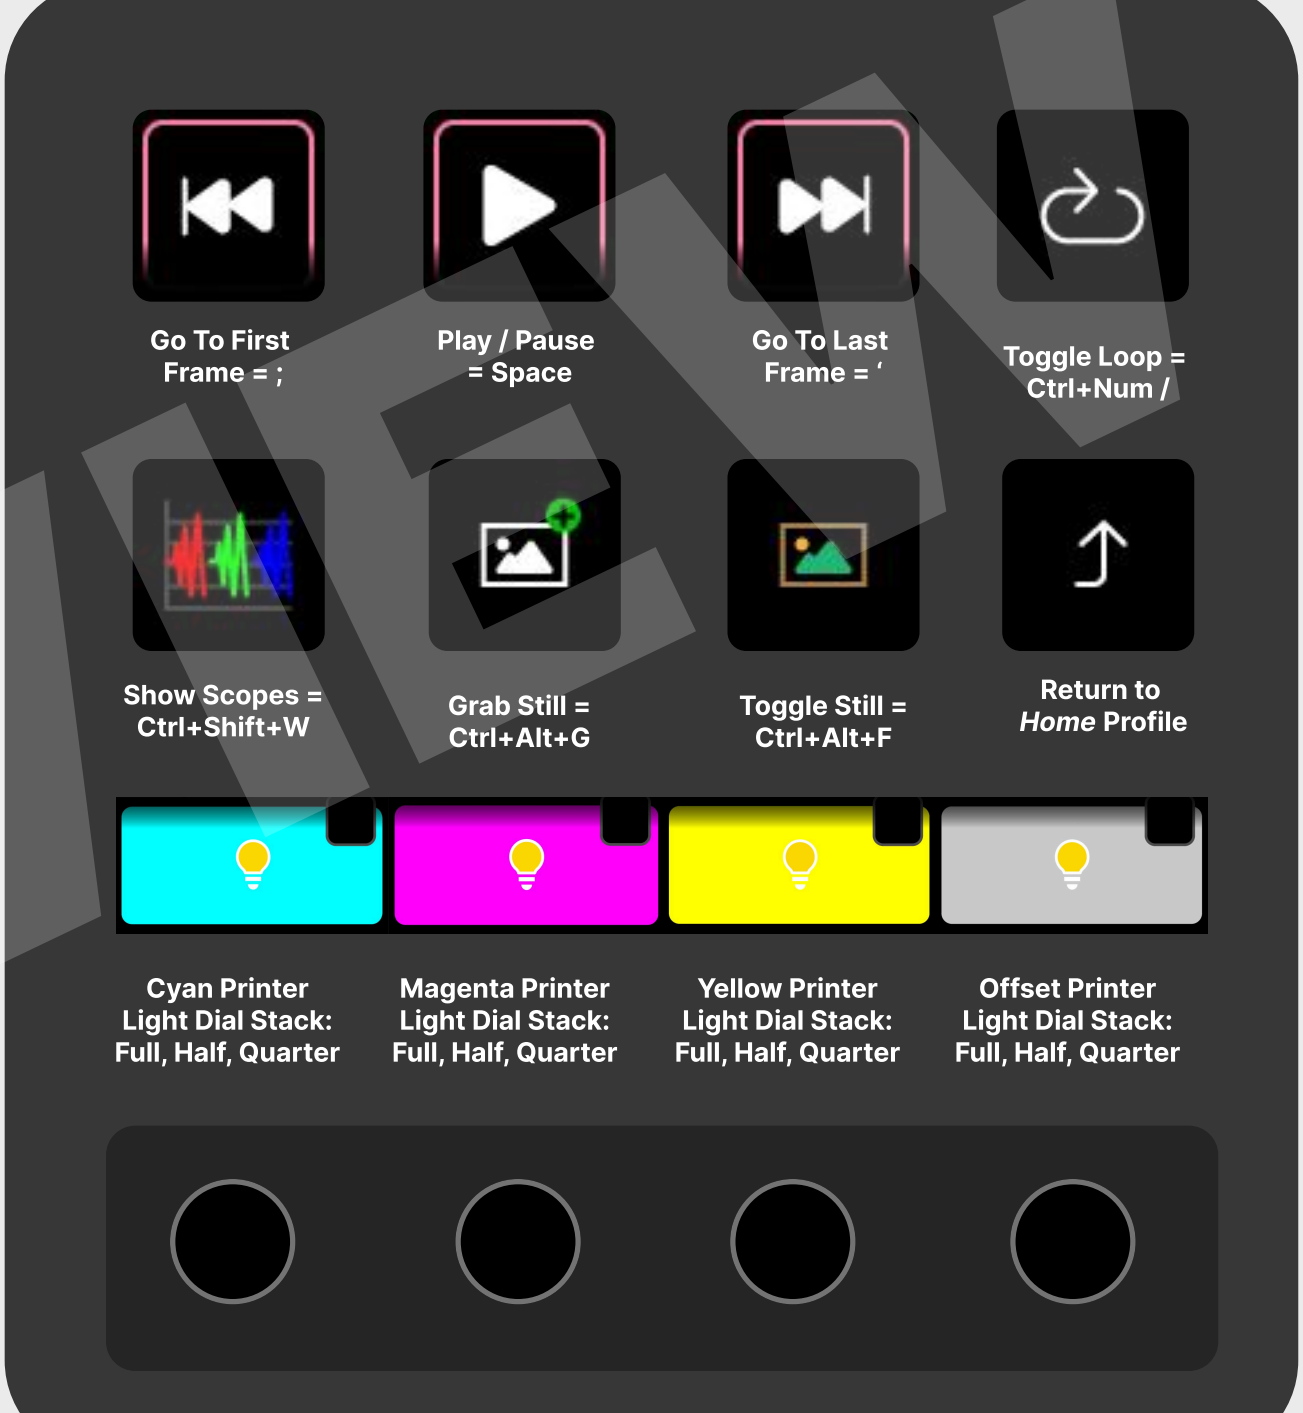 Go To First
Frame = ;
Play / Pause
= Space
Go To Last
Frame = ‘
Toggle Loop =
Ctrl+Num /
Show Scopes =
Ctrl+Shift+W
Grab Still =
Ctrl+Alt+G
Toggle Still =
Ctrl+Alt+F
Return to
Home Profile
Cyan Printer
Light Dial Stack:
Full, Half, Quarter
Magenta Printer
Light Dial Stack:
Full, Half, Quarter
Yellow Printer
Light Dial Stack:
Full, Half, Quarter
Offset Printer
Light Dial Stack:
Full, Half, Quarter
IEW